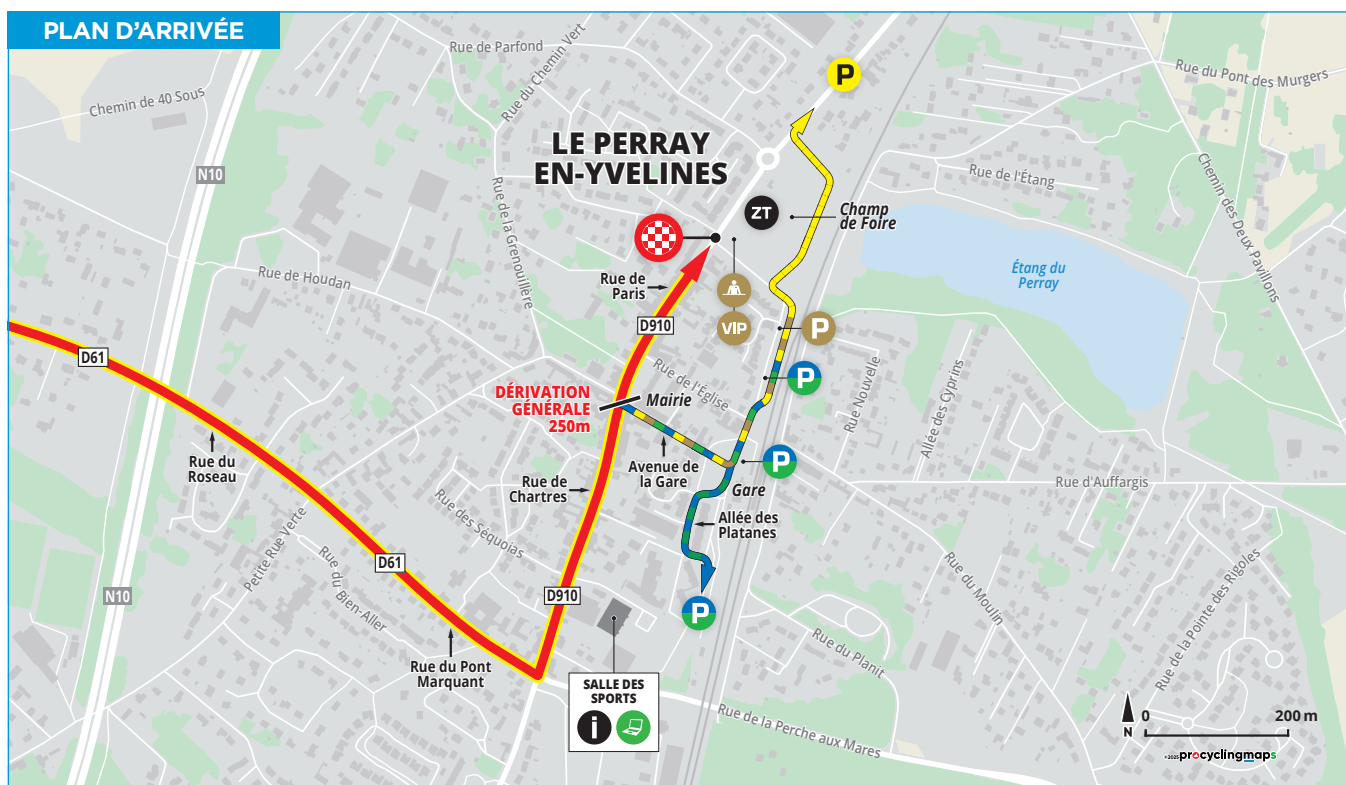 PLAN D'ARRIVÉE
Rue de Parfond
Rue du Chemin Vert
P
Rue du Pont des Murgers
Chemin de 40 Sous
LE PERRAY
EN-YVELINES
N10
Rue de la Grenouillère
Rue de l'Étang
Chemin des Deux Pavillons
ZT
Champ
de Foire
Étang du
Perray
Rue de Houdan
Rue de
Paris
D910
VIP
P
D61
P
Rue de l'Église
Rue Nouvelle
Allée des Cyprins
DÉRIVATION
GÉNÉRALE
250m
Mairie
Rue du
Roseau
Avenue de
la Gare
P
Rue de
Chartres
Gare
Rue d'Auffargis
Rue des Séquoias
Allée des
Platanes
Petite Rue Verte
D61
Rue du Bien-Aller
N10
D910
P
Rue du Moulin
Rue de la Pointe des Rigoles
Rue du Planit
Rue du Pont
Marquant
SALLE DES
SPORTS
i
Rue de la Perche aux Mares
N
0
200 m
©2025 procyclingmaps